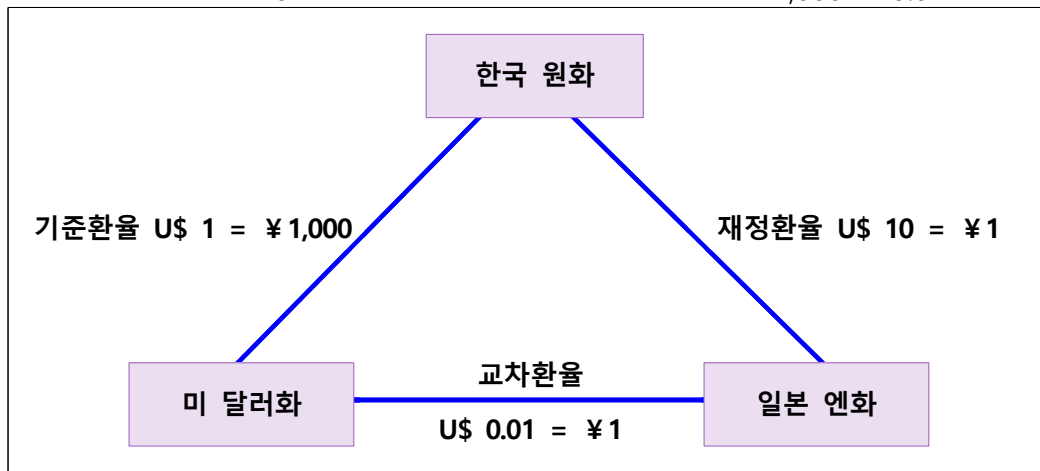 한국 원화
기준환율 U$ 1 = ¥1,000
재정환율 U$ 10 = ¥1
교차환율
미 달러화
일본 엔화
U$ 0.01 = ¥1